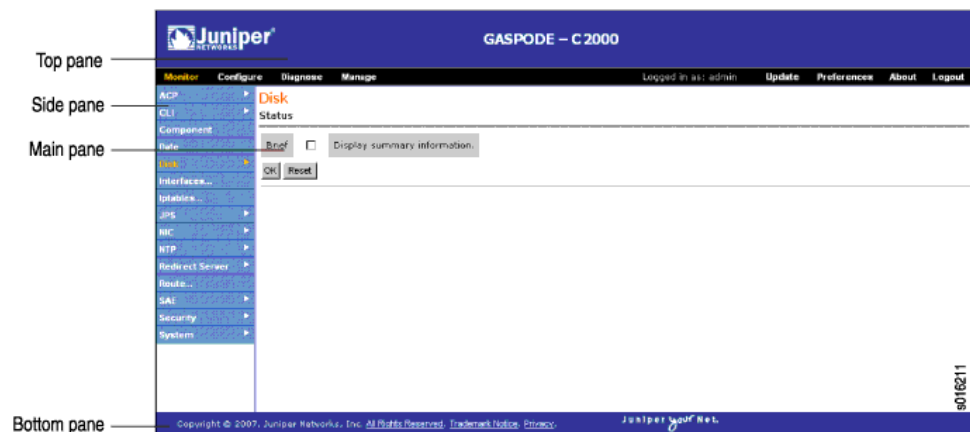 Juniper
NETWORKS
GASPODE – C2000
Top pane
Monitor Configure Diagnose Manage Logged in as: admin Update Preferences About Logout
Side pane
ACP
CLI
Component
Date
Disk
Interfaces...
Iptables...
JPS
NIC
NTP
Redirect Server
Route...
SAE
Security
System
Disk
Status
Main pane
Brief Display summary information.
OK Reset
s016211
Bottom pane
Copyright © 2007, Juniper Networks, Inc. All Rights Reserved. Trademark Notice. Privacy.
Juniper your Net.